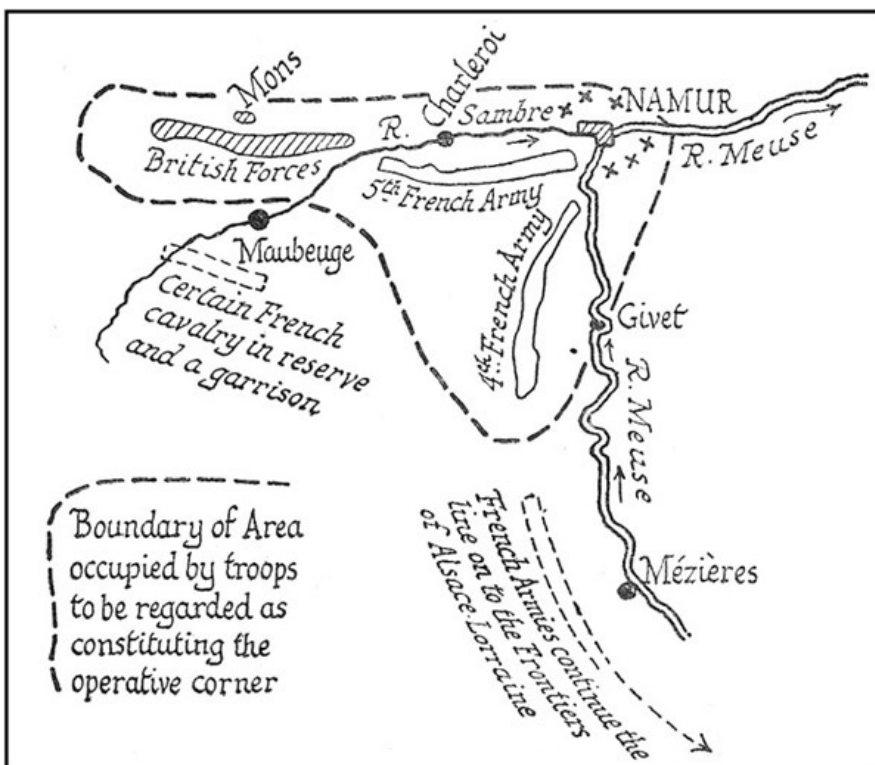 Mons
Charleroi
R. Sambre
NAMUR
R. Meuse
British Forces
5th French Army
Maubeuge
4th French Army
Givet
Certain French
cavalry in reserve
and a garrison
R. Meuse
Boundary of Area
occupied by troops
to be regarded as
constituting the
operative corner
French Armies continue the
line on to the Frontiers
of Alsace-Lorraine
Mézières